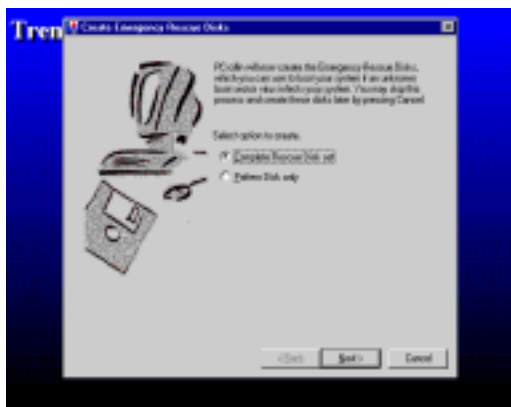 Tren
Create Emergency Rescue Disks
PC-cillin will now create the Emergency Rescue Disks,
which you can use to boot your system if an unknown
boot sector virus infects your system. You may skip this
process and create these disks later by pressing Cancel
Select option to create.
Complete Rescue Disk set
Pattern Disk only
< Back
Next >
Cancel